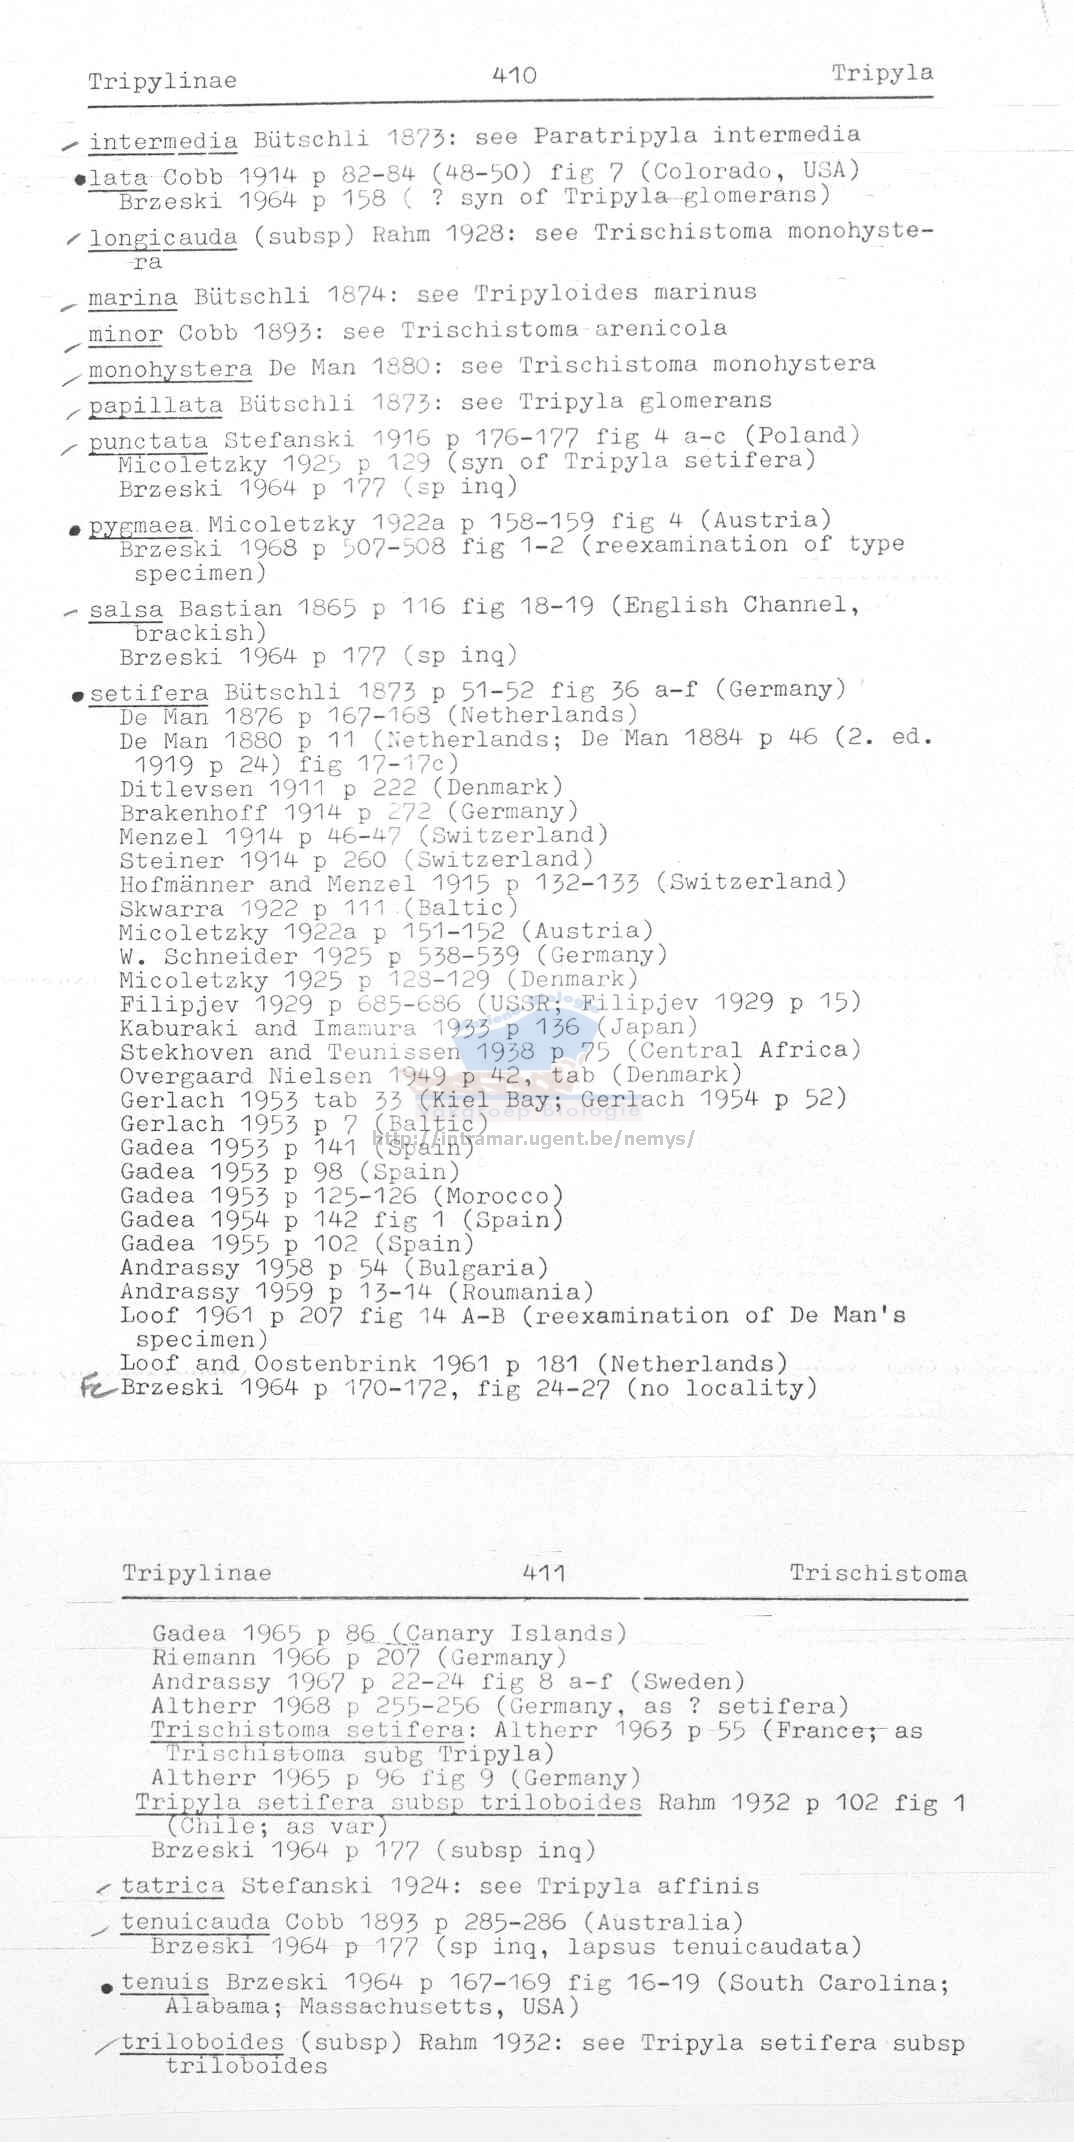 Tripylinae 410 Tripyla
intermedia Bütschli 1873: see Paratripyla intermedia
lata Cobb 1914 p 82-84 (48-50) fig 7 (Colorado, USA)
Brzeski 1964 p 158 ( ? syn of Tripyla glomerans)
longicauda (subsp) Rahm 1928: see Trischistoma monohyste-
ra
marina Bütschli 1874: see Tripyloides marinus
minor Cobb 1893: see Trischistoma arenicola
monohystera De Man 1880: see Trischistoma monohystera
papillata Bütschli 1873: see Tripyla glomerans
punctata Stefanski 1916 p 176-177 fig 4 a-c (Poland)
Micoletzky 1925 p 129 (syn of Tripyla setifera)
Brzeski 1964 p 177 (sp inq)
pygmaea Micoletzky 1922a p 158-159 fig 4 (Austria)
Brzeski 1968 p 507-508 fig 1-2 (reexamination of type
specimen)
salsa Bastian 1865 p 116 fig 18-19 (English Channel,
brackish)
Brzeski 1964 p 177 (sp inq)
setifera Bütschli 1873 p 51-52 fig 36 a-f (Germany)
De Man 1876 p 167-168 (Netherlands)
De Man 1880 p 11 (Netherlands; De Man 1884 p 46 (2. ed.
1919 p 24) fig 17-17c)
Ditlevsen 1911 p 222 (Denmark)
Brakenhoff 1914 p 272 (Germany)
Menzel 1914 p 46-47 (Switzerland)
Steiner 1914 p 260 (Switzerland)
Hofmänner and Menzel 1915 p 132-133 (Switzerland)
Skwarra 1922 p 111 (Baltic)
Micoletzky 1922a p 151-152 (Austria)
W. Schneider 1925 p 538-539 (Germany)
Micoletzky 1925 p 128-129 (Denmark)
Filipjev 1929 p 685-686 (USSR; Filipjev 1929 p 15)
Kaburaki and Imamura 1933 p 136 (Japan)
Stekhoven and Teunissen 1938 p 75 (Central Africa)
Overgaard Nielsen 1949 p 42, tab (Denmark)
Gerlach 1953 tab 33 (Kiel Bay; Gerlach 1954 p 52)
Gerlach 1953 p 7 (Baltic)
http://intramar.ugent.be/nemys/
Gadea 1953 p 141 (Spain)
Gadea 1953 p 98 (Spain)
Gadea 1953 p 125-126 (Morocco)
Gadea 1954 p 142 fig 1 (Spain)
Gadea 1955 p 102 (Spain)
Andrassy 1958 p 54 (Bulgaria)
Andrassy 1959 p 13-14 (Roumania)
Loof 1961 p 207 fig 14 A-B (reexamination of De Man's
specimen)
Loof and Oostenbrink 1961 p 181 (Netherlands)
Brzeski 1964 p 170-172, fig 24-27 (no locality)
Tripylinae 411 Trischistoma
Gadea 1965 p 86 (Canary Islands)
Riemann 1966 p 207 (Germany)
Andrassy 1967 p 22-24 fig 8 a-f (Sweden)
Altherr 1968 p 255-256 (Germany, as ? setifera)
Trischistoma setifera: Altherr 1963 p 55 (France; as
Trischistoma subg Tripyla)
Altherr 1965 p 96 fig 9 (Germany)
Tripyla setifera subsp triloboides Rahm 1932 p 102 fig 1
(Chile; as var)
Brzeski 1964 p 177 (subsp inq)
tatrica Stefanski 1924: see Tripyla affinis
tenuicauda Cobb 1893 p 285-286 (Australia)
Brzeski 1964 p 177 (sp inq, lapsus tenuicaudata)
tenuis Brzeski 1964 p 167-169 fig 16-19 (South Carolina;
Alabama; Massachusetts, USA)
triloboides (subsp) Rahm 1932: see Tripyla setifera subsp
triloboides